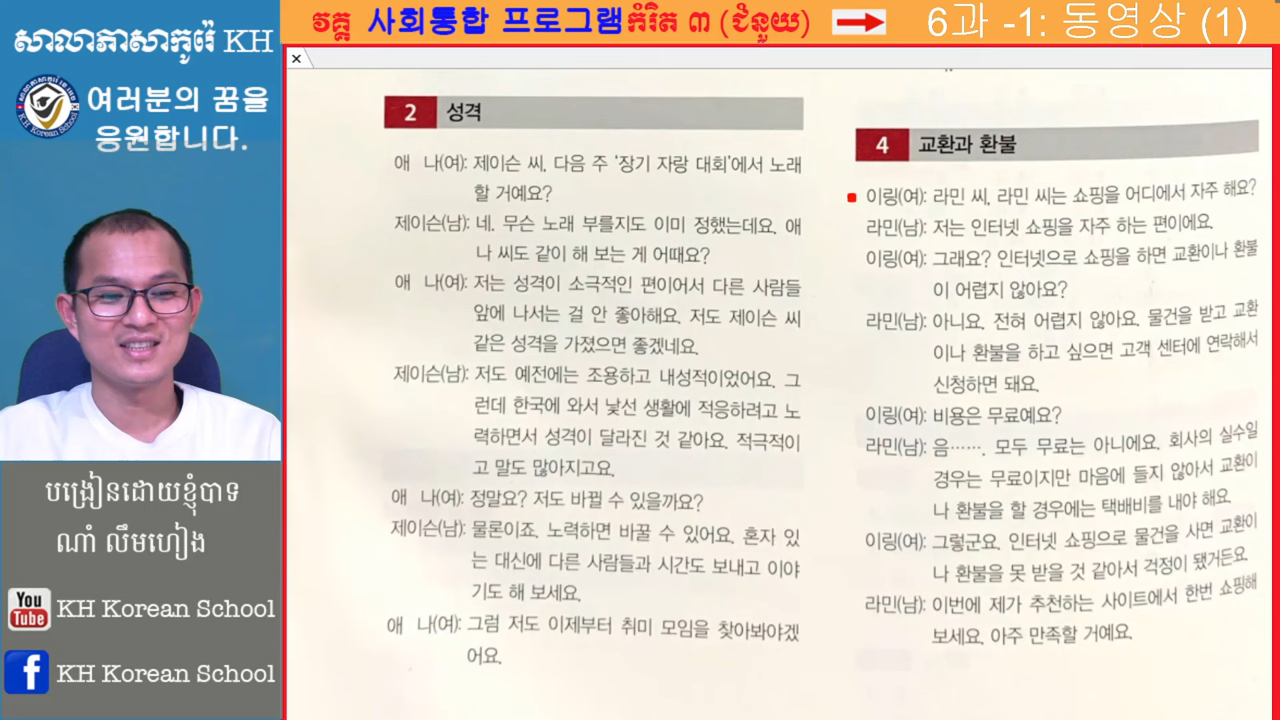 សាលាភាសាកូរ៉េ KH
여러분의 꿈을
응원합니다.
វគ្គ 사회통합 프로그램 កំរិត ៣ (ជំនួយ)
6과 -1: 동영상 (1)
2 성격
애 나(여): 제이슨 씨, 다음 주 '장기 자랑 대회'에서 노래
할 거예요?
제이슨(남): 네. 무슨 노래 부를지도 이미 정했는데요. 애
나 씨도 같이 해 보는 게 어때요?
애 나(여): 저는 성격이 소극적인 편이어서 다른 사람들
앞에 나서는 걸 안 좋아해요. 저도 제이슨 씨
같은 성격을 가졌으면 좋겠네요.
제이슨(남): 저도 예전에는 조용하고 내성적이었어요. 그
런데 한국에 와서 낯선 생활에 적응하려고 노
력하면서 성격이 달라진 것 같아요. 적극적이
고 말도 많아지고요.
애 나(여): 정말요? 저도 바뀔 수 있을까요?
제이슨(남): 물론이죠. 노력하면 바꿀 수 있어요. 혼자 있
는 대신에 다른 사람들과 시간도 보내고 이야
기도 해 보세요.
애 나(여): 그럼 저도 이제부터 취미 모임을 찾아봐야겠
어요.
4 교환과 환불
이링(여): 라민 씨, 라민 씨는 쇼핑을 어디에서 자주 해요?
라민(남): 저는 인터넷 쇼핑을 자주 하는 편이에요.
이링(여): 그래요? 인터넷으로 쇼핑을 하면 교환이나 환불
이 어렵지 않아요?
라민(남): 아니요. 전혀 어렵지 않아요. 물건을 받고 교환
이나 환불을 하고 싶으면 고객 센터에 연락해서
신청하면 돼요.
이링(여): 비용은 무료예요?
라민(남): 음……. 모두 무료는 아니에요. 회사의 실수일
경우는 무료이지만 마음에 들지 않아서 교환이
나 환불을 할 경우에는 택배비를 내야 해요.
이링(여): 그렇군요. 인터넷 쇼핑으로 물건을 사면 교환이
나 환불을 못 받을 것 같아서 걱정이 됐거든요.
라민(남): 이번에 제가 추천하는 사이트에서 한번 쇼핑해
보세요. 아주 만족할 거예요.
បង្រៀនដោយខ្ញុំបាទ
ណាំ លឹមហៀង
You Tube KH Korean School
f KH Korean School